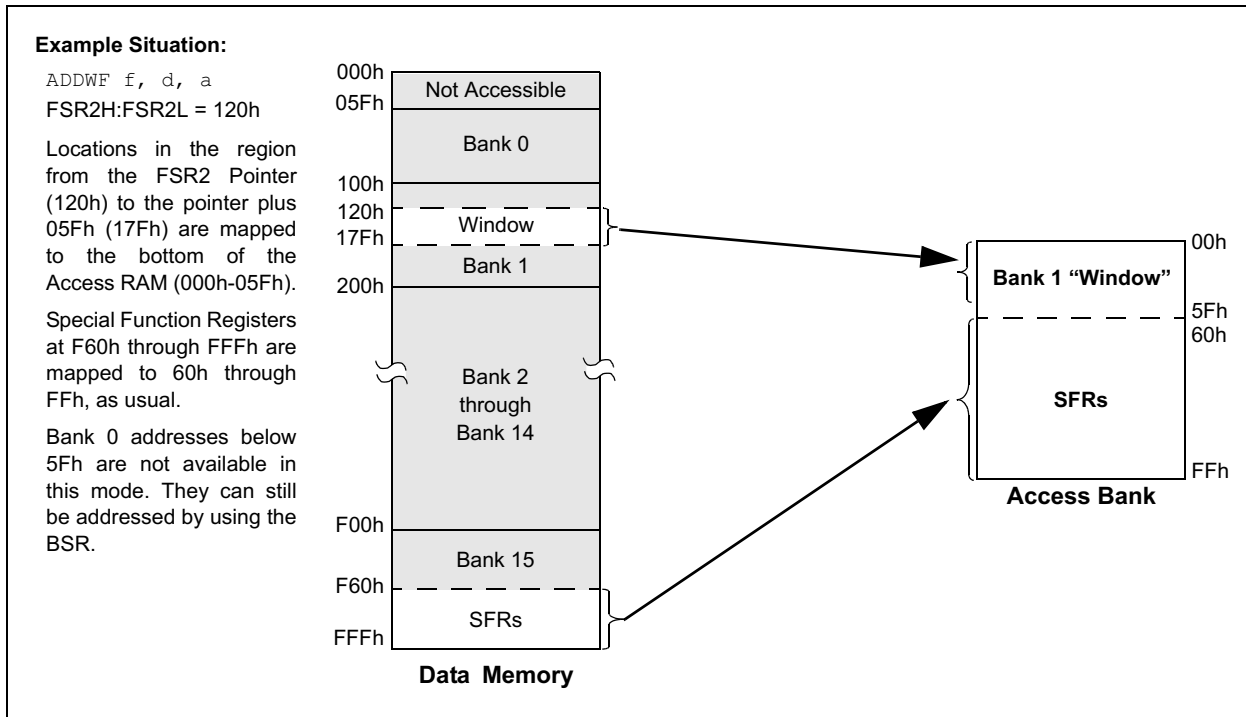 Example Situation:
ADDWF f, d, a
FSR2H:FSR2L = 120h
Locations in the region
from the FSR2 Pointer
(120h) to the pointer plus
05Fh (17Fh) are mapped
to the bottom of the
Access RAM (000h-05Fh).
Special Function Registers
at F60h through FFFh are
mapped to 60h through
FFh, as usual.
Bank 0 addresses below
5Fh are not available in
this mode. They can still
be addressed by using the
BSR.
000h
Not Accessible
05Fh
Bank 0
100h
120h
Window
17Fh
Bank 1
200h
Bank 2
through
Bank 14
F00h
Bank 15
F60h
SFRs
FFFh
Data Memory
00h
Bank 1 “Window”
5Fh
60h
SFRs
FFh
Access Bank